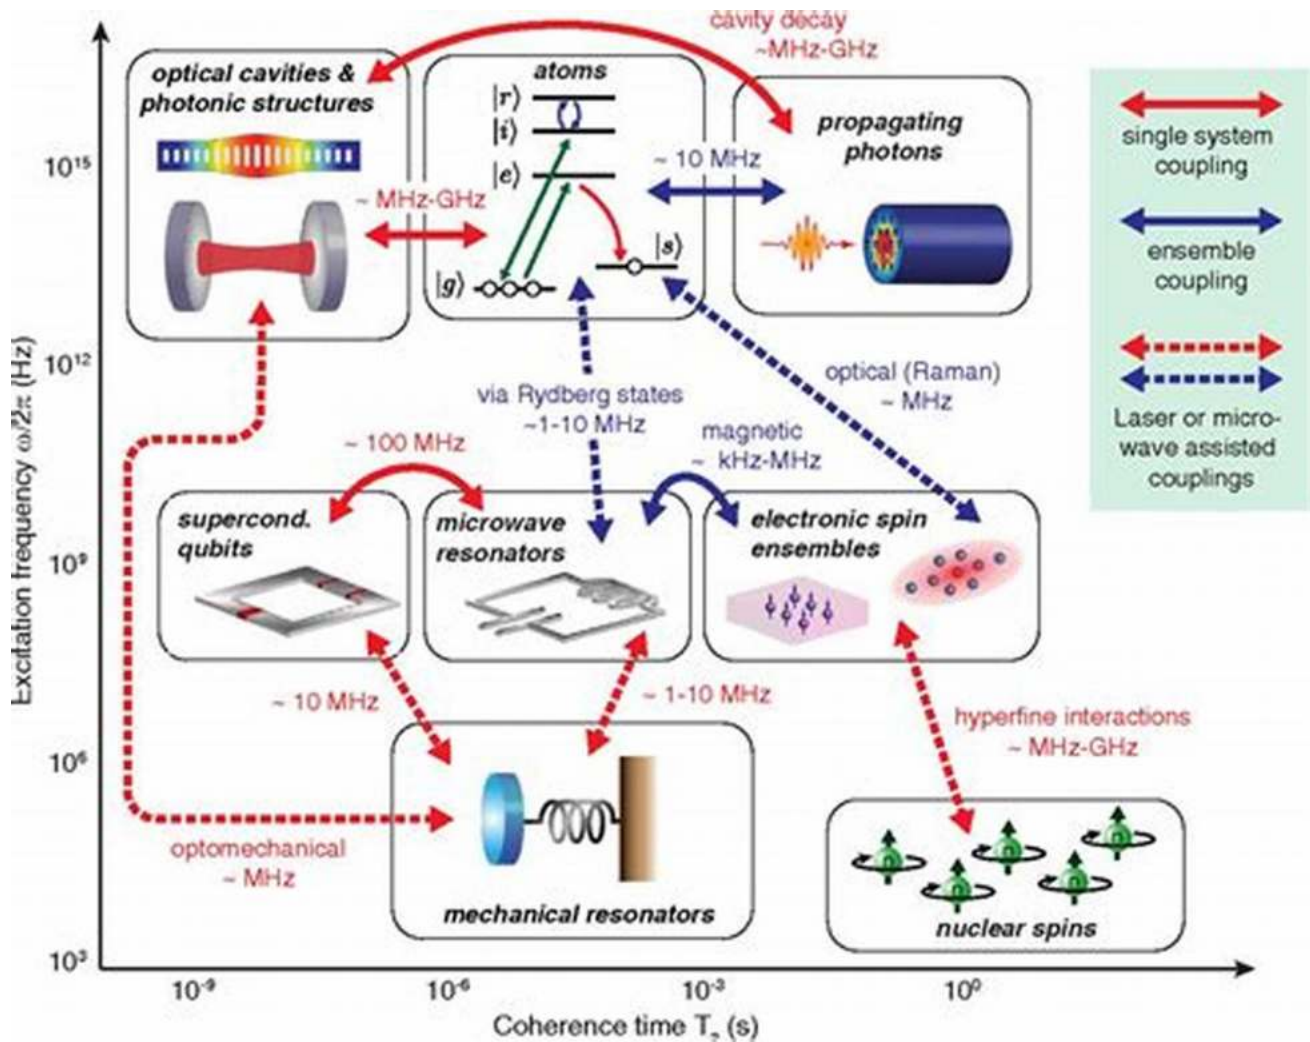 cavity decay
~MHz-GHz
optical cavities &
photonic structures
atoms
|r⟩
|i⟩
|e⟩
|s⟩
|g⟩
propagating
photons
~ 10 MHz
~ MHz-GHz
single system
coupling
ensemble
coupling
Laser or micro-
wave assisted
couplings
10¹⁵
10¹²
10⁹
10⁶
10³
Excitation frequency ω/2π (Hz)
via Rydberg states
~1-10 MHz
optical (Raman)
~ MHz
~ 100 MHz
magnetic
~ kHz-MHz
supercond.
qubits
microwave
resonators
electronic spin
ensembles
~ 10 MHz
~ 1-10 MHz
hyperfine interactions
~ MHz-GHz
optomechanical
~ MHz
mechanical resonators
n n n n n
nuclear spins
10⁻⁹
10⁻⁶
10⁻³
10⁰
Coherence time T₂ (s)